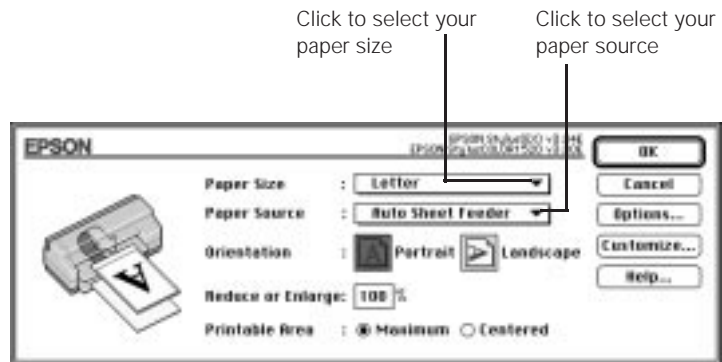 Click to select your
paper size
Click to select your
paper source
EPSON
OK
Paper Size : Letter
Cancel
Paper Source : Auto Sheet Feeder
Options...
Orientation : Portrait Landscape
Customize...
Reduce or Enlarge: 100 %
Help...
Printable Area : Maximum Centered